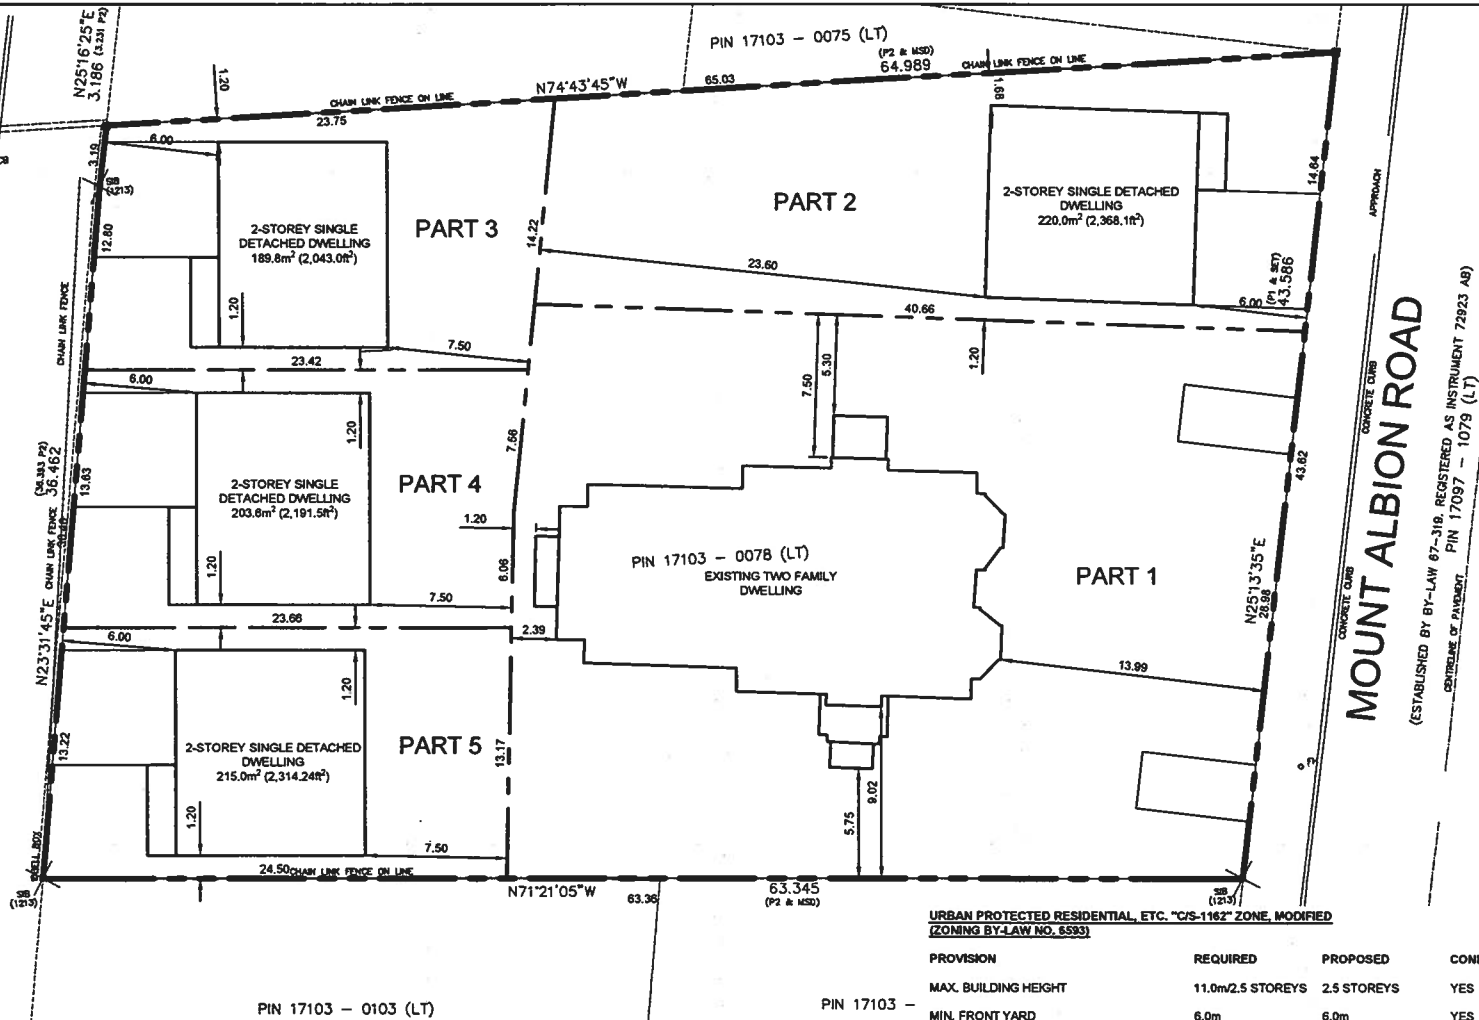 PIN 17103 - 0075 (LT)
(P2 & MSD)
64.989
CHAIN LINK FENCE ON LINE
N74°43'45"W
65.03
N25°16'25"E
3.186 (3.231 P2)
1.20
CHAIN LINK FENCE ON LINE
23.75
1.68
6.00
3.19
SIB
(1213)
12.80
2-STOREY SINGLE
DETACHED DWELLING
189.8m² (2,043.0ft²)
PART 3
14.22
PART 2
2-STOREY SINGLE DETACHED
DWELLING
220.0m² (2,368.1ft²)
14.64
APPROACH
23.60
(P1 & SET)
43.586
6.00
40.66
1.20
CHAIN LINK FENCE
1.20
7.50
23.42
6.00
7.50
5.30
CONCRETE CURB
MOUNT ALBION ROAD
(ESTABLISHED BY BY-LAW 67-319, REGISTERED AS INSTRUMENT 72923 AB)
CENTRELINE OF PAVEMENT
PIN 17097 - 1079 (LT)
1.20
7.66
43.62
(36.383 P2)
36.462
13.63
CHAIN LINK FENCE
2-STOREY SINGLE
DETACHED DWELLING
203.6m² (2,191.5ft²)
PART 4
1.20
PIN 17103 - 0078 (LT)
EXISTING TWO FAMILY
DWELLING
PART 1
N25°13'35"E
28.98
CONCRETE CURB
1.20
6.06
7.50
23.66
2.39
6.00
N23°31'45"E
13.99
1.20
13.22
2-STOREY SINGLE DETACHED
DWELLING
215.0m² (2,314.24ft²)
PART 5
13.17
1.20
5.75
9.02
7.50
BELL BOX
24.50
CHAIN LINK FENCE ON LINE
SIB
(1213)
N71°21'05"W
63.36
63.345
(P2 & MSD)
SIB
(1213)
URBAN PROTECTED RESIDENTIAL, ETC. "C/S-1162" ZONE, MODIFIED
(ZONING BY-LAW NO. 6593)
PROVISION REQUIRED PROPOSED CON
MAX. BUILDING HEIGHT 11.0m/2.5 STOREYS 2.5 STOREYS YES
MIN. FRONT YARD 6.0m 6.0m YES
PIN 17103 - 0103 (LT)
PIN 17103 -